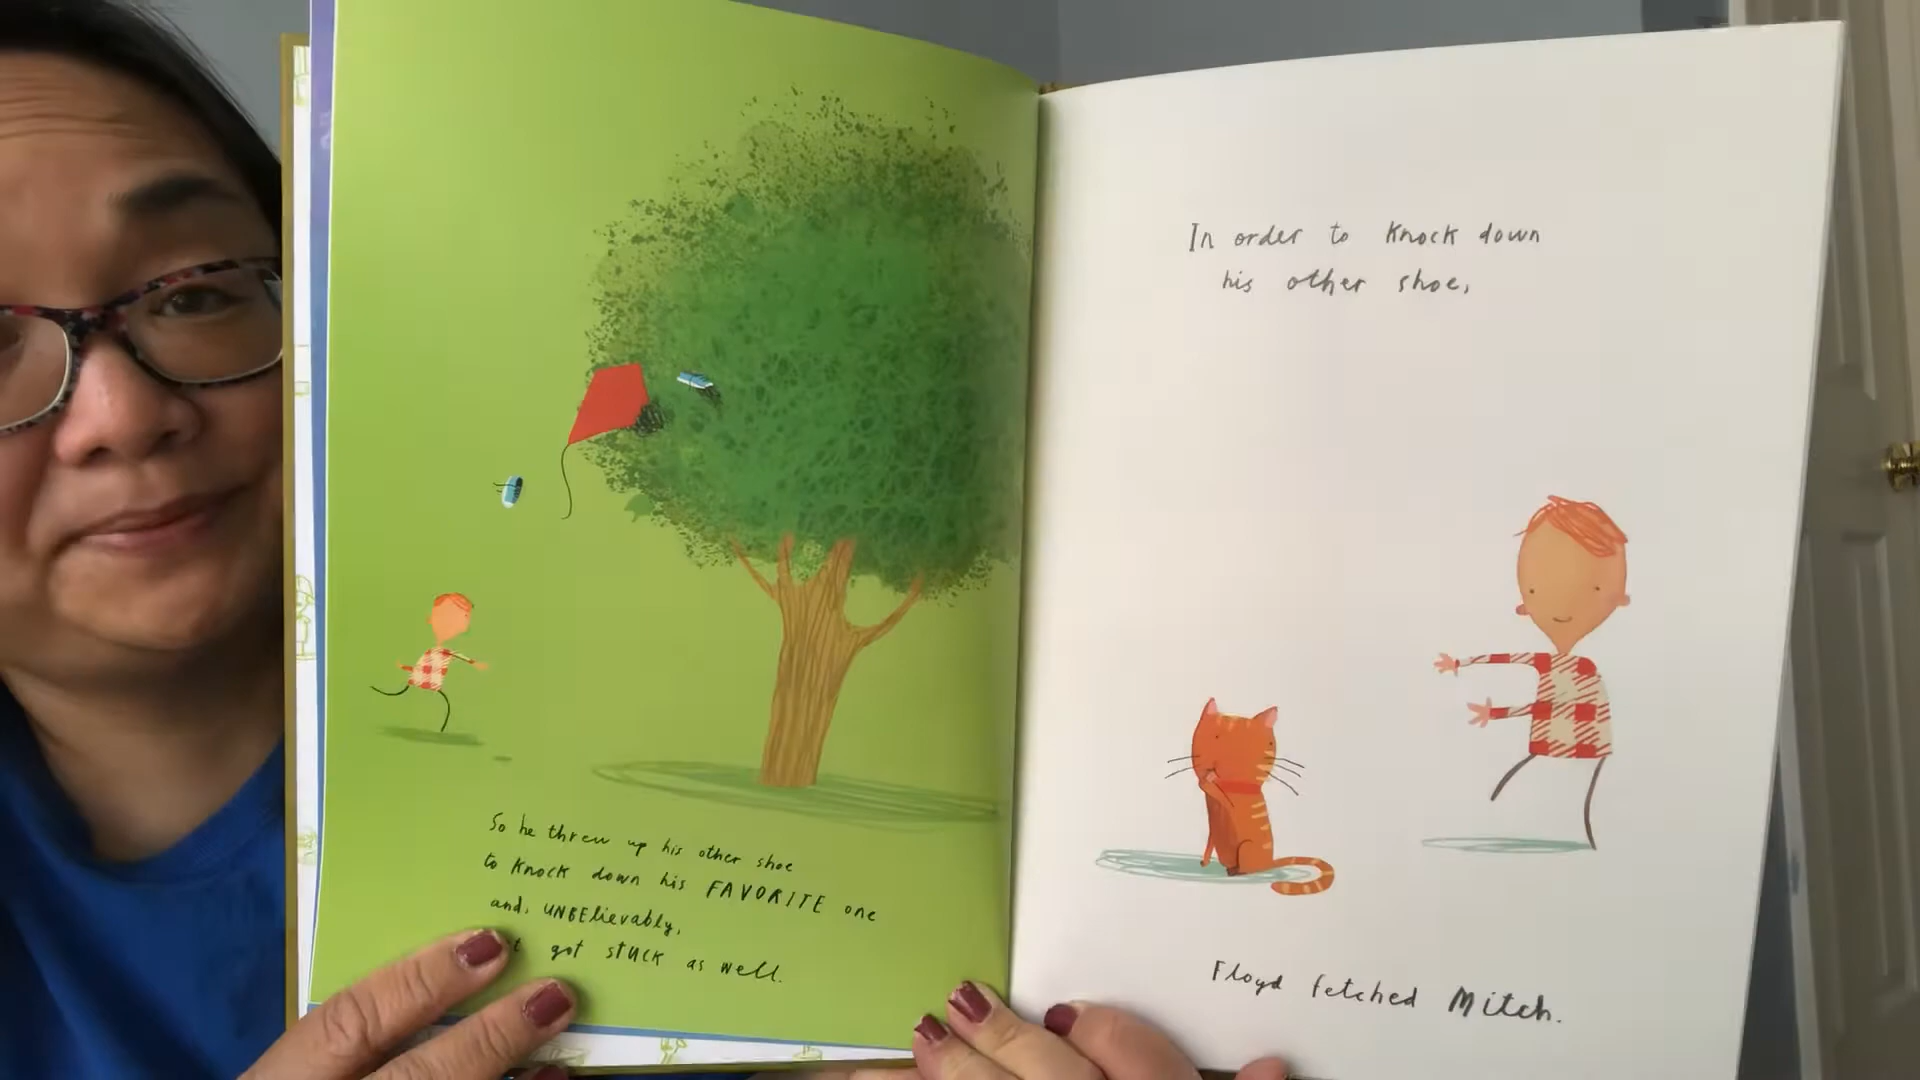 So he threw up his other shoe
to knock down his FAVORITE one
and, UNBElievably,
got stuck as well.
In order to knock down
his other shoe,
Floyd fetched Mitch.